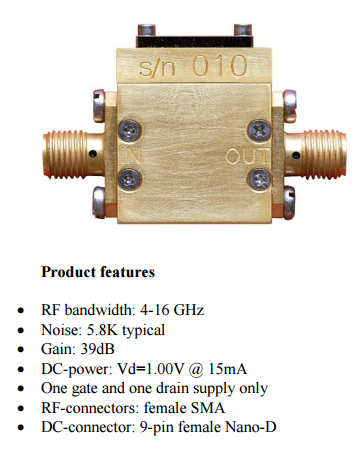 s/n 010
IN OUT
Product features
• RF bandwidth: 4-16 GHz
• Noise: 5.8K typical
• Gain: 39dB
• DC-power: Vd=1.00V @ 15mA
• One gate and one drain supply only
• RF-connectors: female SMA
• DC-connector: 9-pin female Nano-D